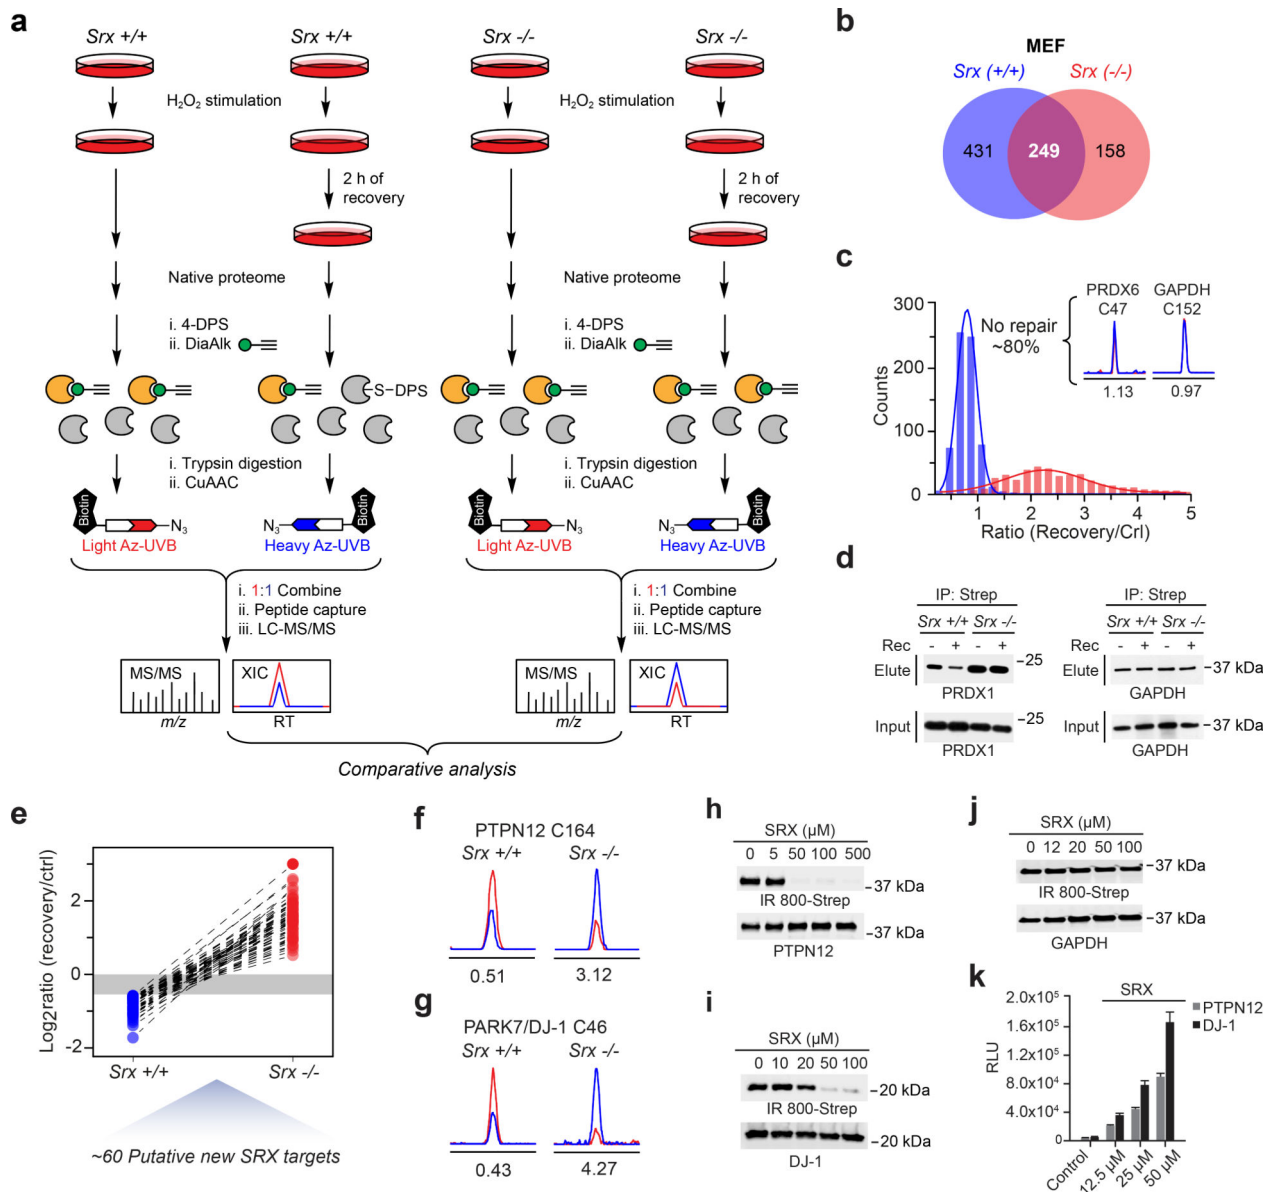 a
Srx +/+
Srx +/+
Srx -/-
Srx -/-
H2O2 stimulation
H2O2 stimulation
2 h of
recovery
2 h of
recovery
Native proteome
Native proteome
i. 4-DPS
ii. DiaAlk
i. 4-DPS
ii. DiaAlk
S-DPS
i. Trypsin digestion
ii. CuAAC
i. Trypsin digestion
ii. CuAAC
Biotin
N3
N3
Biotin
Biotin
N3
N3
Biotin
Light Az-UVB
Heavy Az-UVB
Light Az-UVB
Heavy Az-UVB
i. 1:1 Combine
ii. Peptide capture
iii. LC-MS/MS
i. 1:1 Combine
ii. Peptide capture
iii. LC-MS/MS
MS/MS
XIC
MS/MS
XIC
m/z
RT
m/z
RT
Comparative analysis
b
MEF
Srx (+/+)
Srx (-/-)
431
249
158
c
300
200
100
0
Counts
0
1
2
3
4
5
Ratio (Recovery/Crl)
No repair
~80%
PRDX6
C47
GAPDH
C152
1.13
0.97
d
IP: Strep
IP: Strep
Srx +/+ Srx -/-
Srx +/+ Srx -/-
Rec - + - +
- + - +
Elute
-25
-37 kDa
PRDX1
GAPDH
Input
-25
-37 kDa
PRDX1
GAPDH
e
Log2ratio (recovery/ctrl)
2
0
-2
Srx +/+
Srx -/-
~60 Putative new SRX targets
f
PTPN12 C164
Srx +/+
Srx -/-
0.51
3.12
g
PARK7/DJ-1 C46
Srx +/+
Srx -/-
0.43
4.27
h
SRX (µM)
0 5 50 100 500
-37 kDa
IR 800-Strep
-37 kDa
PTPN12
i
SRX (µM)
0 10 20 50 100
-20 kDa
IR 800-Strep
-20 kDa
DJ-1
j
SRX (µM)
0 12 20 50 100
-37 kDa
IR 800-Strep
-37 kDa
GAPDH
k
SRX
PTPN12
DJ-1
RLU
2.0x10^5
1.6x10^5
1.2x10^5
8.0x10^4
4.0x10^4
0
Control
12.5 µM
25 µM
50 µM